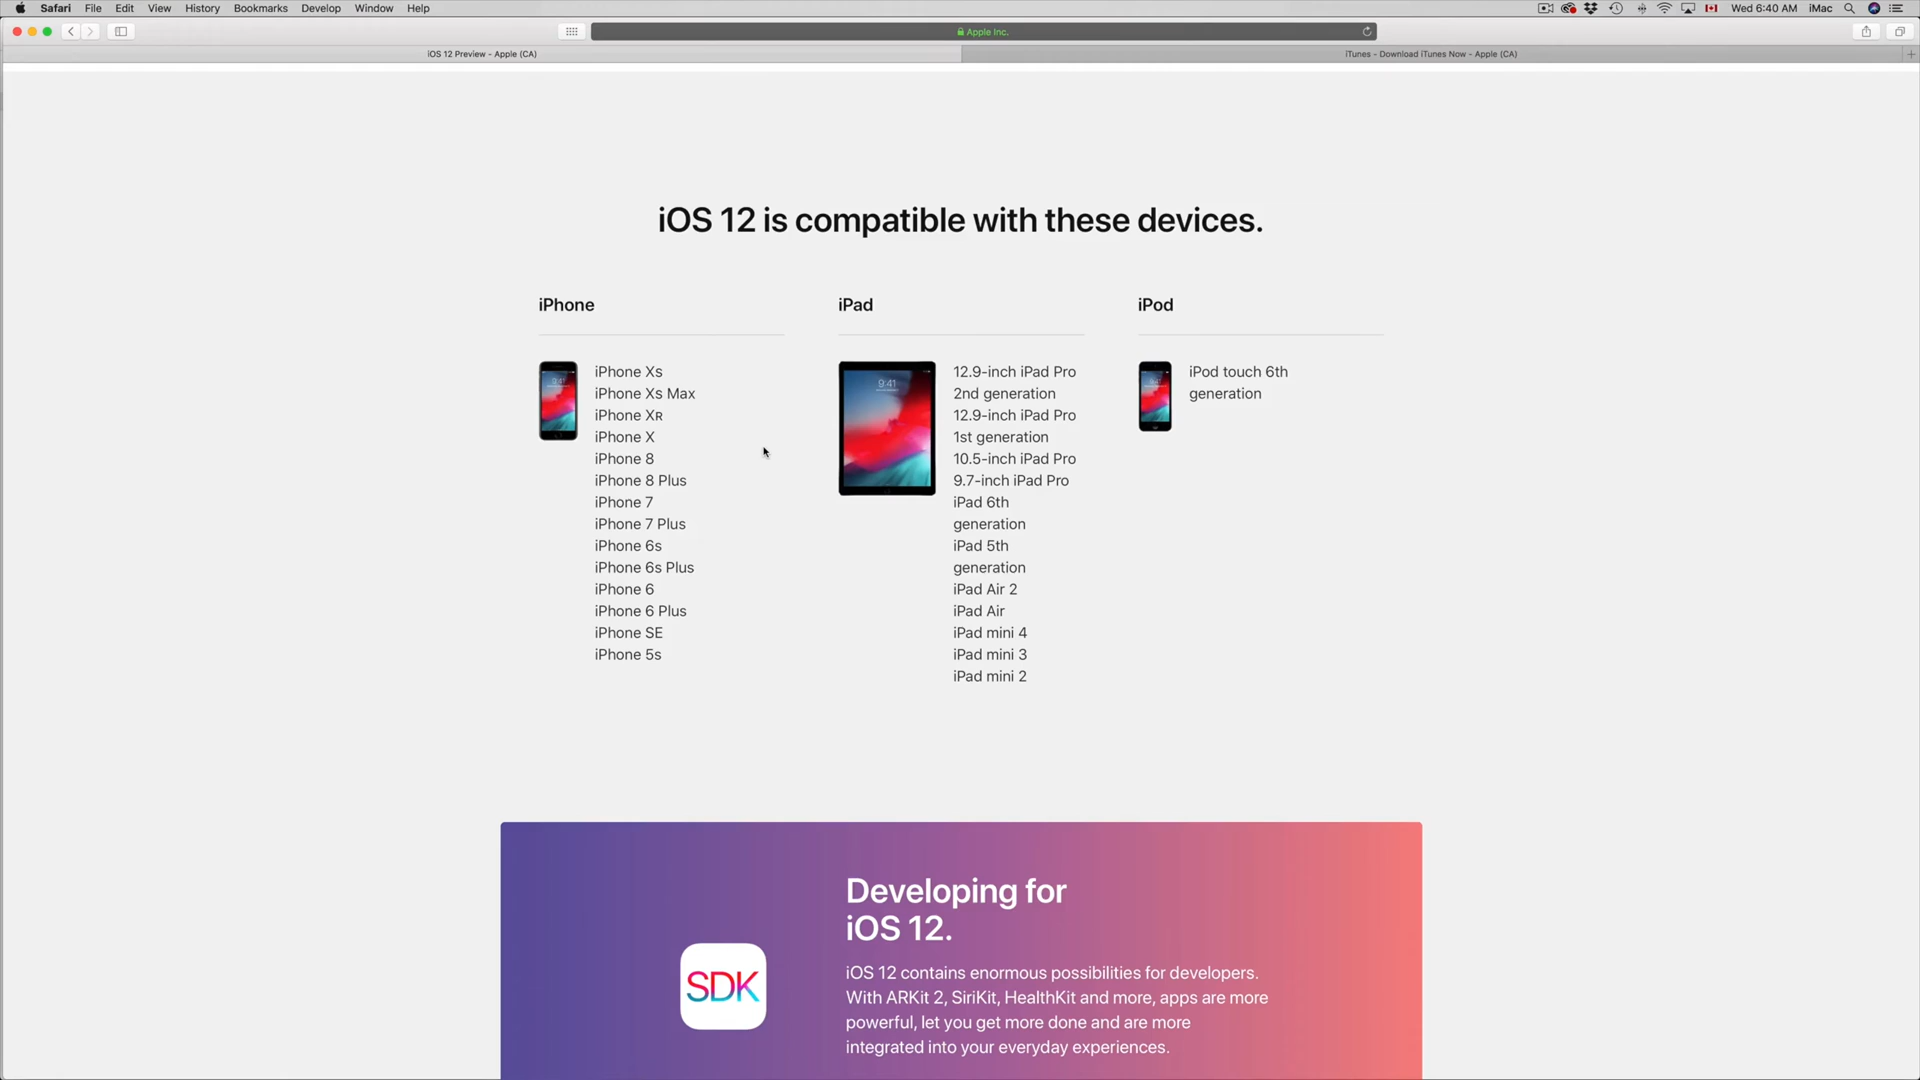 Safari File Edit View History Bookmarks Develop Window Help
Wed 6:40 AM iMac
Apple Inc.
iOS 12 Preview - Apple (CA)
iTunes - Download iTunes Now - Apple (CA)
iOS 12 is compatible with these devices.
iPhone
iPhone Xs
iPhone Xs Max
iPhone XR
iPhone X
iPhone 8
iPhone 8 Plus
iPhone 7
iPhone 7 Plus
iPhone 6s
iPhone 6s Plus
iPhone 6
iPhone 6 Plus
iPhone SE
iPhone 5s
iPad
9:41
12.9-inch iPad Pro
2nd generation
12.9-inch iPad Pro
1st generation
10.5-inch iPad Pro
9.7-inch iPad Pro
iPad 6th
generation
iPad 5th
generation
iPad Air 2
iPad Air
iPad mini 4
iPad mini 3
iPad mini 2
iPod
iPod touch 6th
generation
SDK
Developing for
iOS 12.
iOS 12 contains enormous possibilities for developers.
With ARKit 2, SiriKit, HealthKit and more, apps are more
powerful, let you get more done and are more
integrated into your everyday experiences.